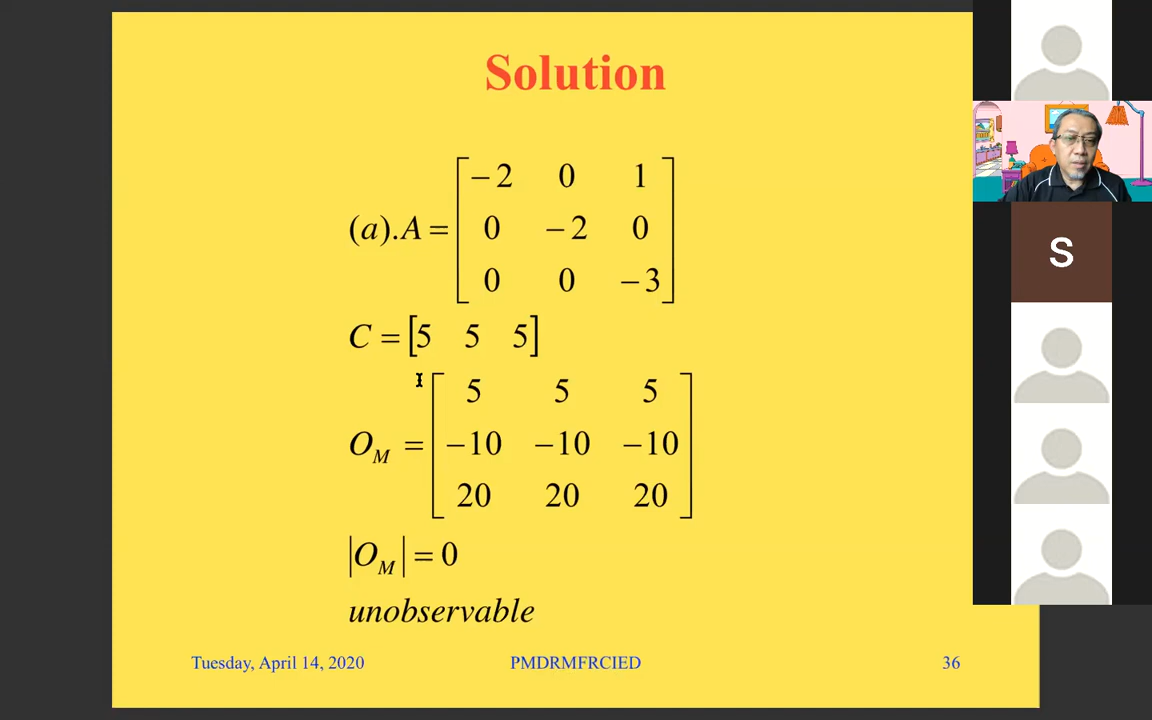 Solution
(a).A = [ -2 0 1
0 -2 0
0 0 -3 ]
C = [5 5 5]
O_M = [ 5 5 5
-10 -10 -10
20 20 20 ]
|O_M| = 0
unobservable
Tuesday, April 14, 2020 PMDRMFRCIED 36
S